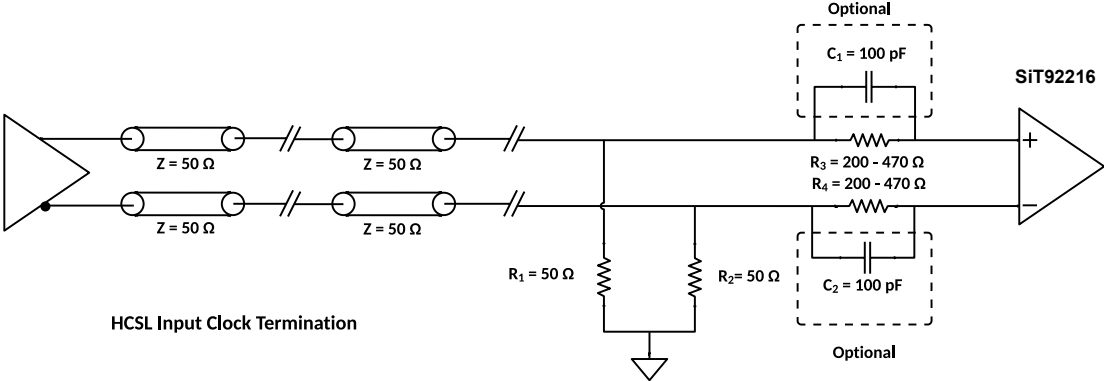 Optional
C₁ = 100 pF
SiT92216
Z = 50 Ω
Z = 50 Ω
+
R₃ = 200 - 470 Ω
R₄ = 200 - 470 Ω
−
Z = 50 Ω
Z = 50 Ω
R₁ = 50 Ω
R₂= 50 Ω
C₂ = 100 pF
HCSL Input Clock Termination
Optional